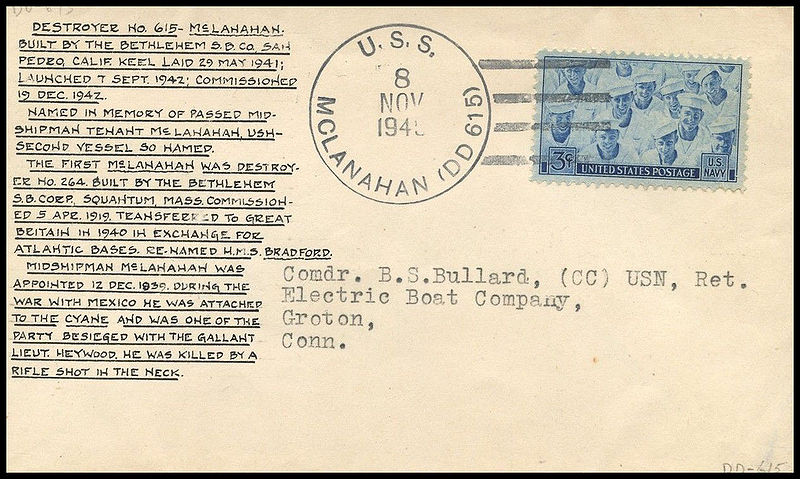 DESTROYER NO. 615- McLANAHAN.
BUILT BY THE BETHLEHEM S.B.CO, SAN
PEDRO, CALIF. KEEL LAID 29 MAY 1941;
LAUNCHED 7 SEPT. 1942; COMMISSIONED
19 DEC. 1942.
NAMED IN MEMORY OF PASSED MID-
SHIPMAN TENANT McLANAHAN, USN-
SECOND VESSEL SO NAMED.
THE FIRST McLANAHAN WAS DESTROY-
ER NO. 264. BUILT BY THE BETHLEHEM
S.B.CORP., SQUANTUM, MASS. COMMISSION-
ED 5 APR. 1919. TRANSFERRED TO GREAT
BRITAIN IN 1940 IN EXCHANGE FOR
ATLANTIC BASES. RE-NAMED H.M.S. BRADFORD.
MIDSHIPMAN McLANAHAN WAS
APPOINTED 12 DEC. 1939. DURING THE
WAR WITH MEXICO HE WAS ATTACHED
TO THE CYANE AND WAS ONE OF THE
PARTY BESIEGED WITH THE GALLANT
LIEUT. HEYWOOD. HE WAS KILLED BY A
RIFLE SHOT IN THE NECK.
U. S. S.
8
NOV
MCLANAHAN (DD 615)
3¢
UNITED STATES POSTAGE
U.S.
NAVY
Comdr. B.S.Bullard, (CC) USN, Ret.
Electric Boat Company,
Groton,
Conn.
DD-615